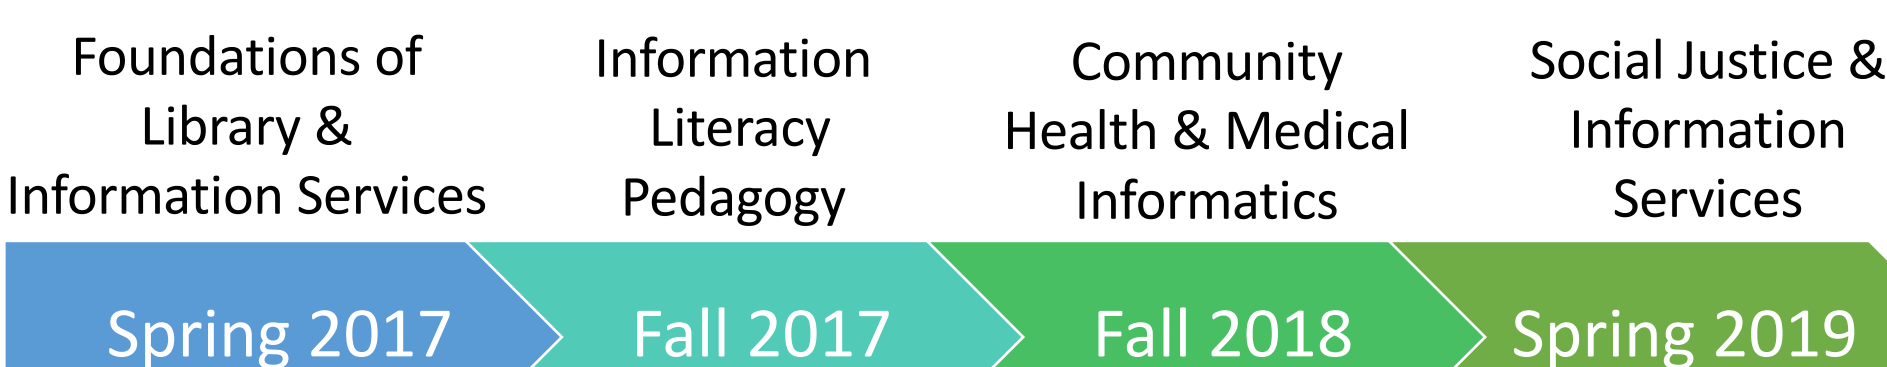 Foundations of
Library &
Information Services
Information
Literacy
Pedagogy
Community
Health & Medical
Informatics
Social Justice &
Information
Services
Spring 2017
Fall 2017
Fall 2018
Spring 2019